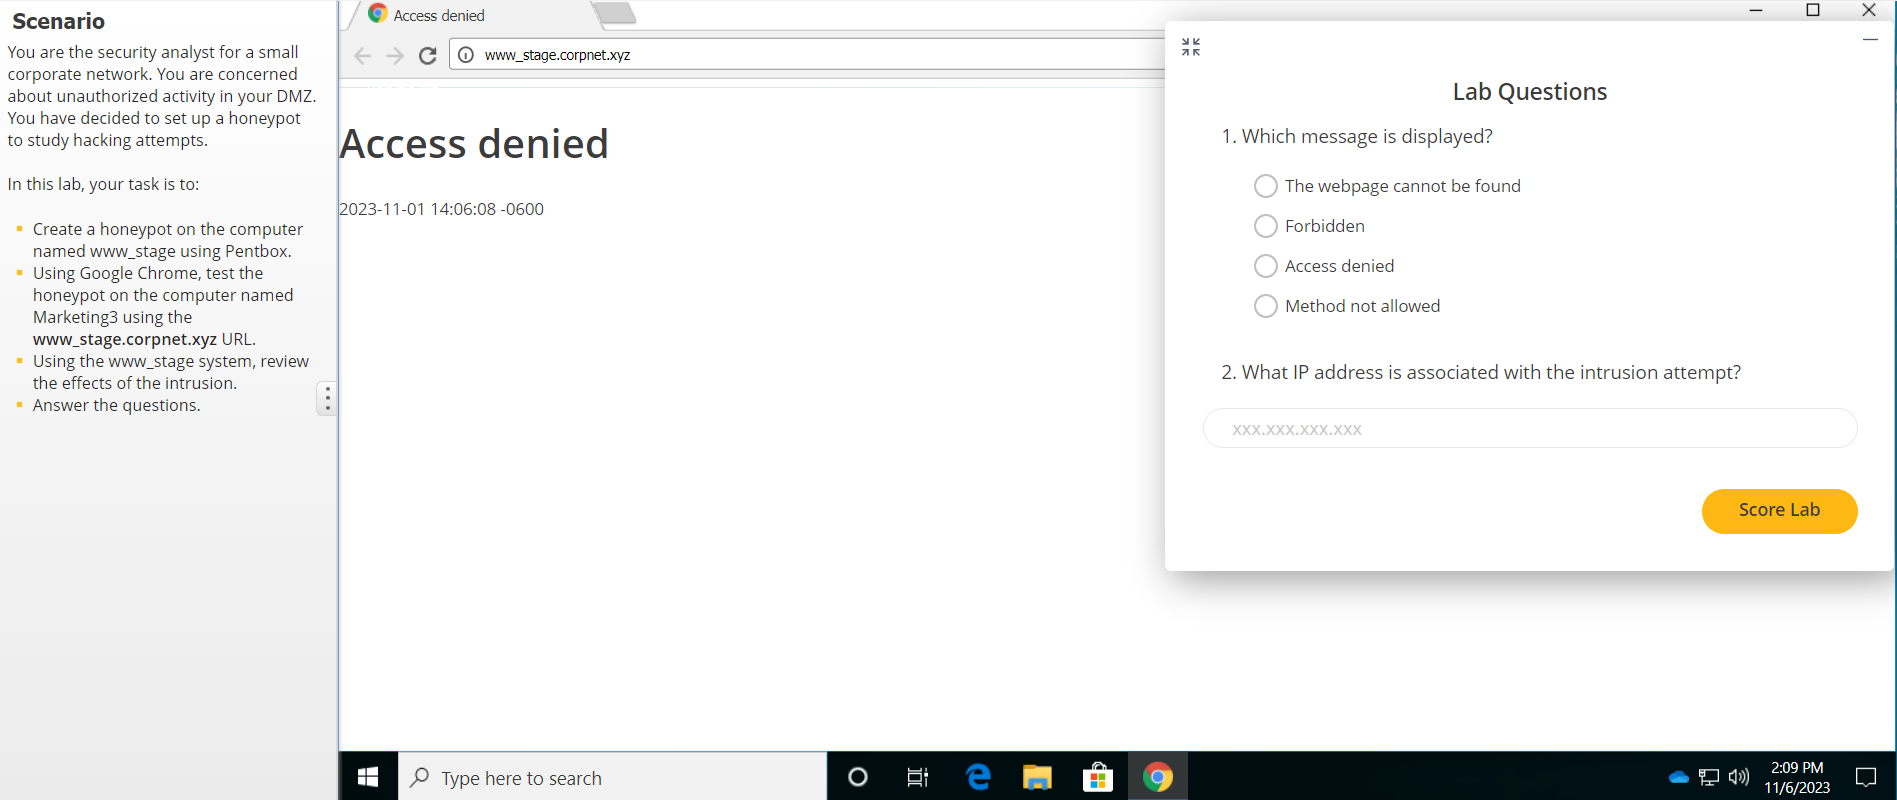 Scenario
You are the security analyst for a small
corporate network. You are concerned
about unauthorized activity in your DMZ.
You have decided to set up a honeypot
to study hacking attempts.
In this lab, your task is to:
Create a honeypot on the computer
named www_stage using Pentbox.
Using Google Chrome, test the
honeypot on the computer named
Marketing3 using the
www_stage.corpnet.xyz URL.
Using the www_stage system, review
the effects of the intrusion.
Answer the questions.
Access denied
www_stage.corpnet.xyz
Access denied
2023-11-01 14:06:08 -0600
Lab Questions
1. Which message is displayed?
The webpage cannot be found
Forbidden
Access denied
Method not allowed
2. What IP address is associated with the intrusion attempt?
xxx.xxx.xxx.xxx
Score Lab
Type here to search
2:09 PM
11/6/2023